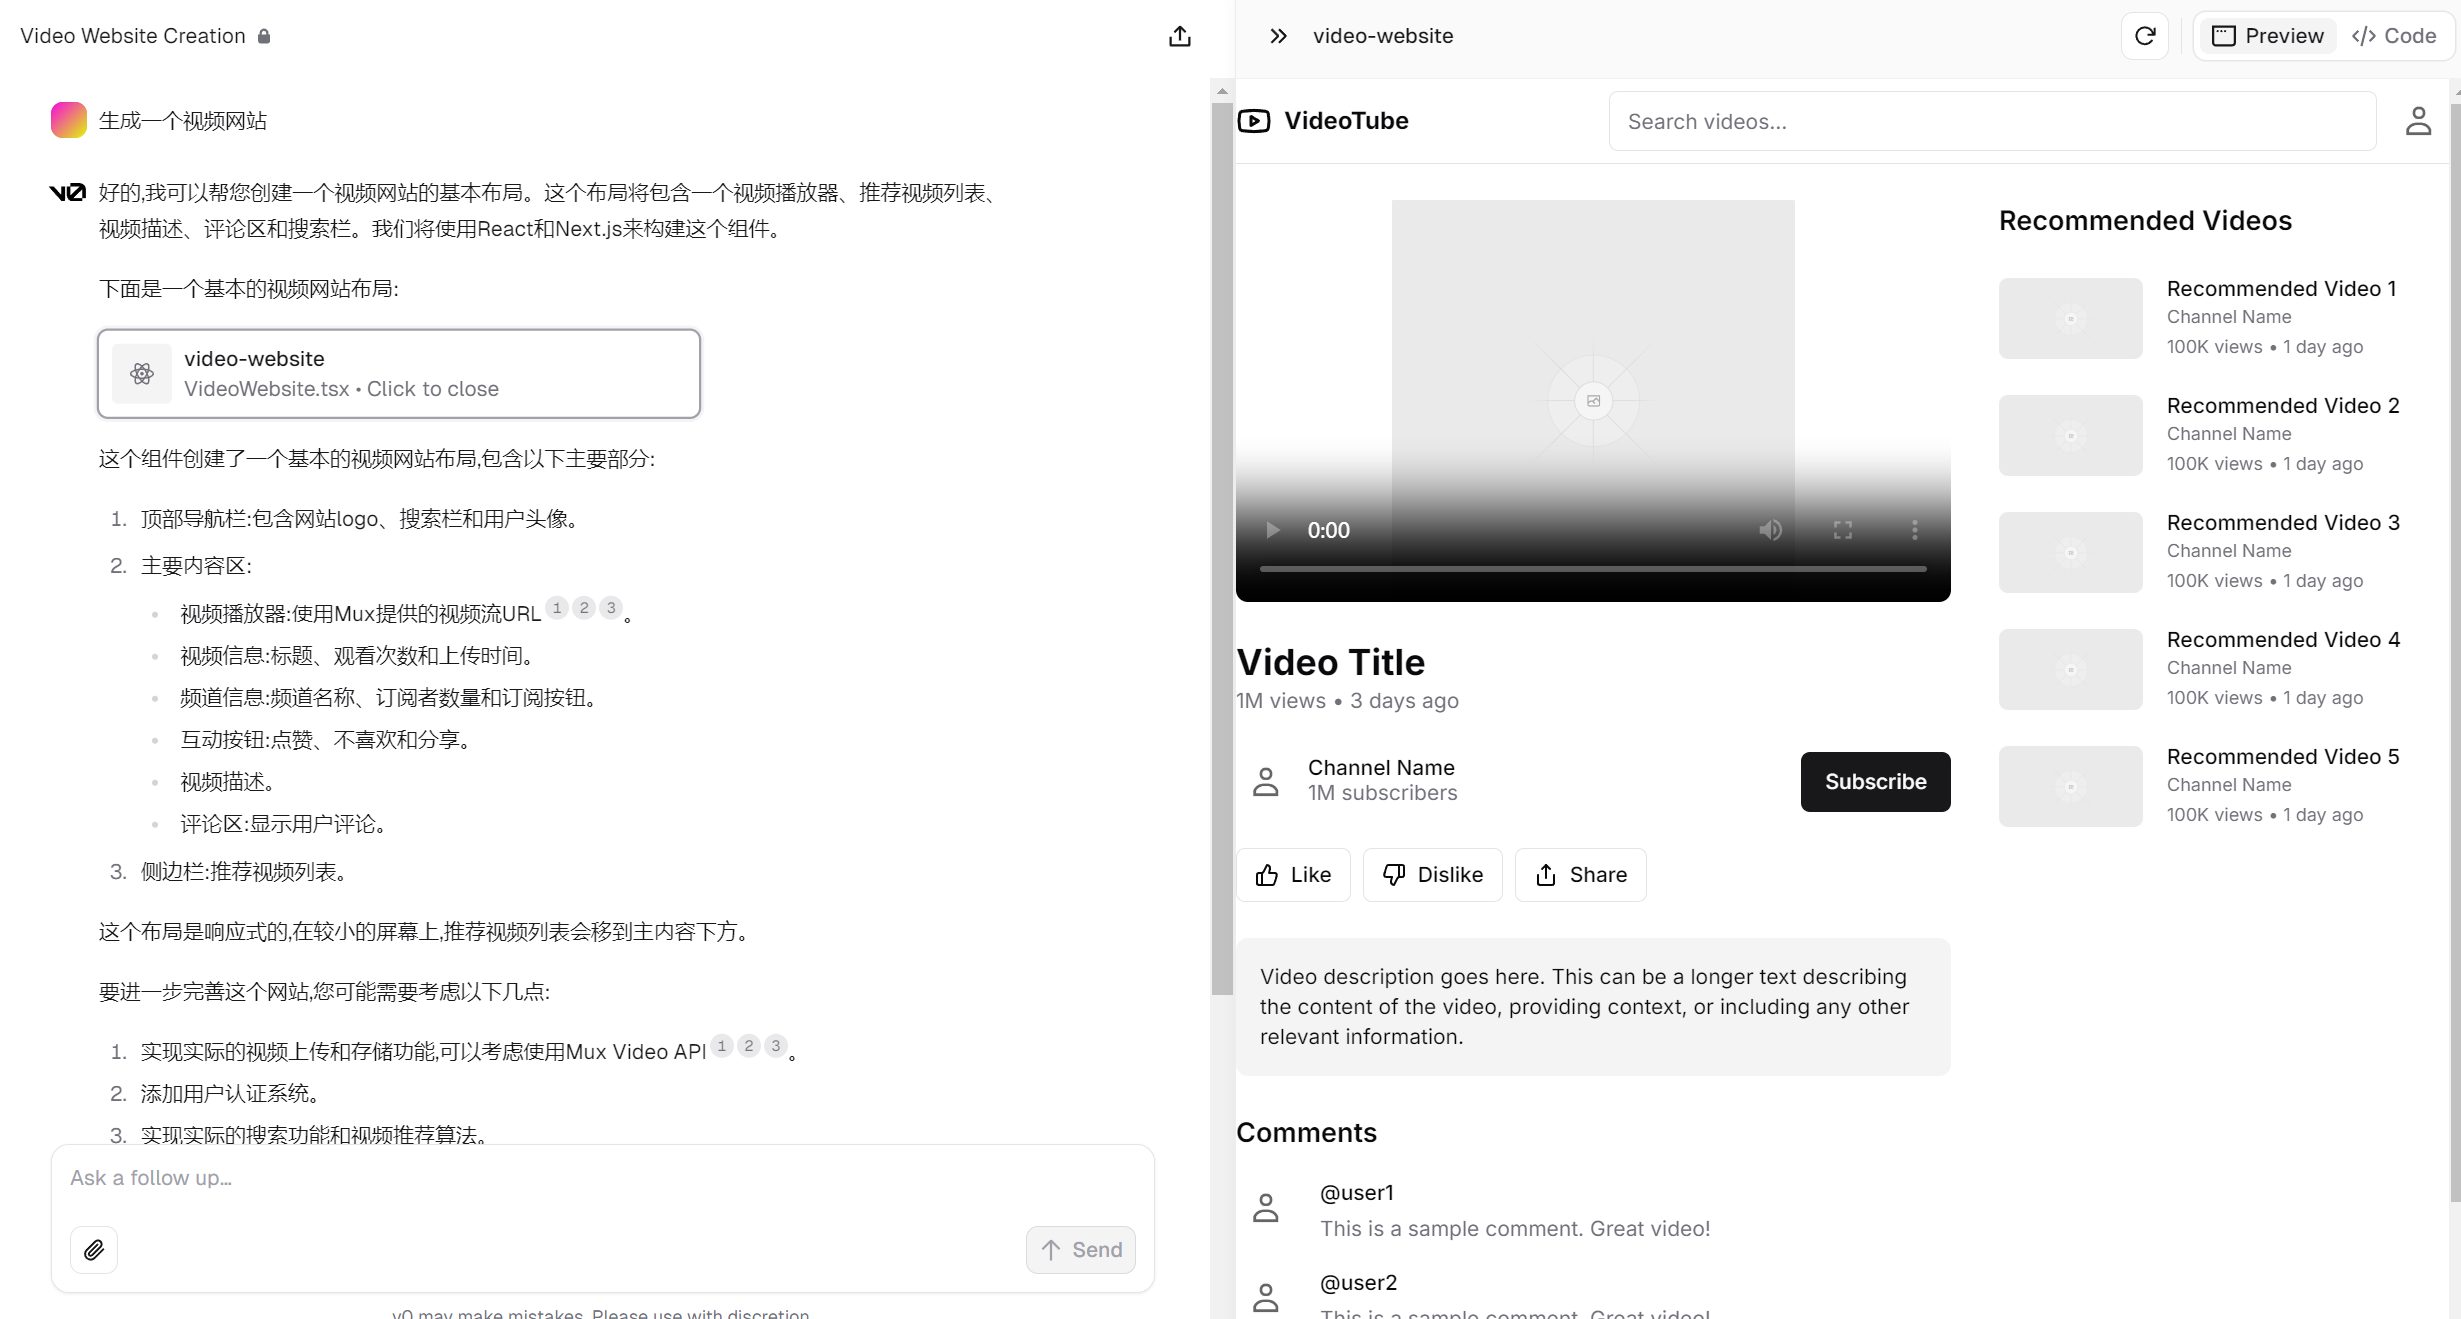 Video Website Creation
生成一个视频网站
v0 好的,我可以帮您创建一个视频网站的基本布局。这个布局将包含一个视频播放器、推荐视频列表、
视频描述、评论区和搜索栏。我们将使用React和Next.js来构建这个组件。
下面是一个基本的视频网站布局:
video-website
VideoWebsite.tsx • Click to close
这个组件创建了一个基本的视频网站布局,包含以下主要部分:
1. 顶部导航栏:包含网站logo、搜索栏和用户头像。
2. 主要内容区:
• 视频播放器:使用Mux提供的视频流URL 1 2 3 。
• 视频信息:标题、观看次数和上传时间。
• 频道信息:频道名称、订阅者数量和订阅按钮。
• 互动按钮:点赞、不喜欢和分享。
• 视频描述。
• 评论区:显示用户评论。
3. 侧边栏:推荐视频列表。
这个布局是响应式的,在较小的屏幕上,推荐视频列表会移到主内容下方。
要进一步完善这个网站,您可能需要考虑以下几点:
1. 实现实际的视频上传和存储功能,可以考虑使用Mux Video API 1 2 3 。
2. 添加用户认证系统。
3. 实现实际的搜索功能和视频推荐算法。
Ask a follow up...
Send
v0 may make mistakes. Please use with discretion.
video-website
Preview
Code
VideoTube
Search videos...
0:00
Video Title
1M views • 3 days ago
Channel Name
1M subscribers
Subscribe
Like
Dislike
Share
Video description goes here. This can be a longer text describing
the content of the video, providing context, or including any other
relevant information.
Comments
@user1
This is a sample comment. Great video!
@user2
This is a sample comment. Great video!
Recommended Videos
Recommended Video 1
Channel Name
100K views • 1 day ago
Recommended Video 2
Channel Name
100K views • 1 day ago
Recommended Video 3
Channel Name
100K views • 1 day ago
Recommended Video 4
Channel Name
100K views • 1 day ago
Recommended Video 5
Channel Name
100K views • 1 day ago